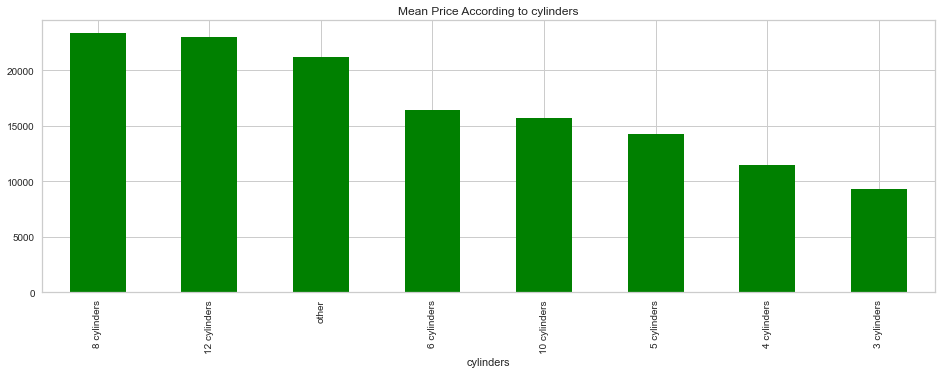 Mean Price According to cylinders
20000
15000
10000
5000
0
8 cylinders
12 cylinders
other
6 cylinders
10 cylinders
5 cylinders
4 cylinders
3 cylinders
cylinders